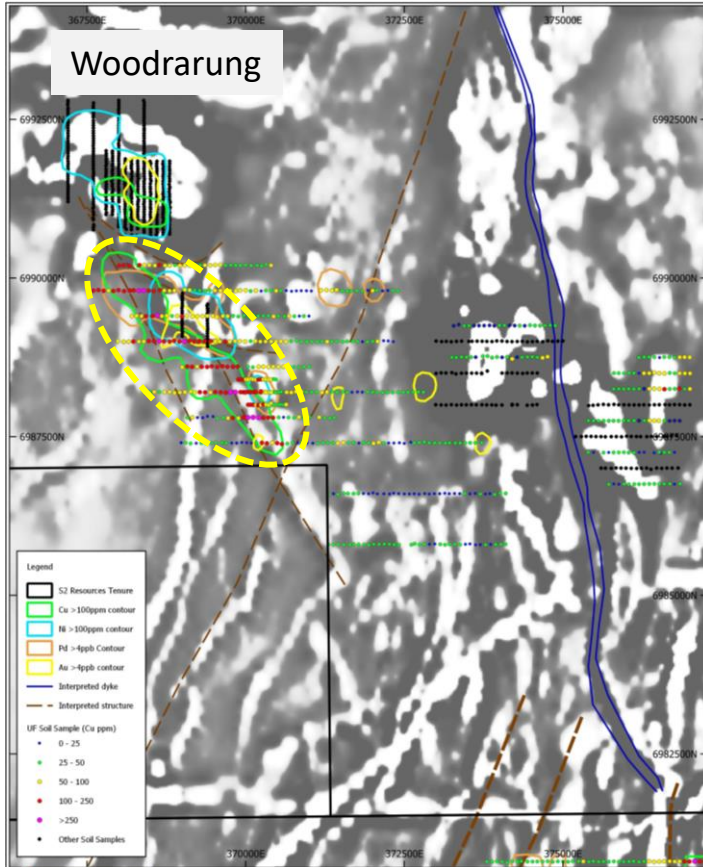 367500E 370000E 372500E 375000E
Woodrarung
6992500N 6992500N
6990000N 6990000N
6987500N 6987500N
6985000N
6982500N
Legend
S2 Resources Tenure
Cu >100ppm contour
Ni >100ppm contour
Pd >4ppb Contour
Au >4ppb contour
Interpreted dyke
Interpreted structure
UF Soil Sample (Cu ppm)
0 - 25
25 - 50
50 - 100
100 - 250
>250
Other Soil Samples
370000E 372500E 375000E